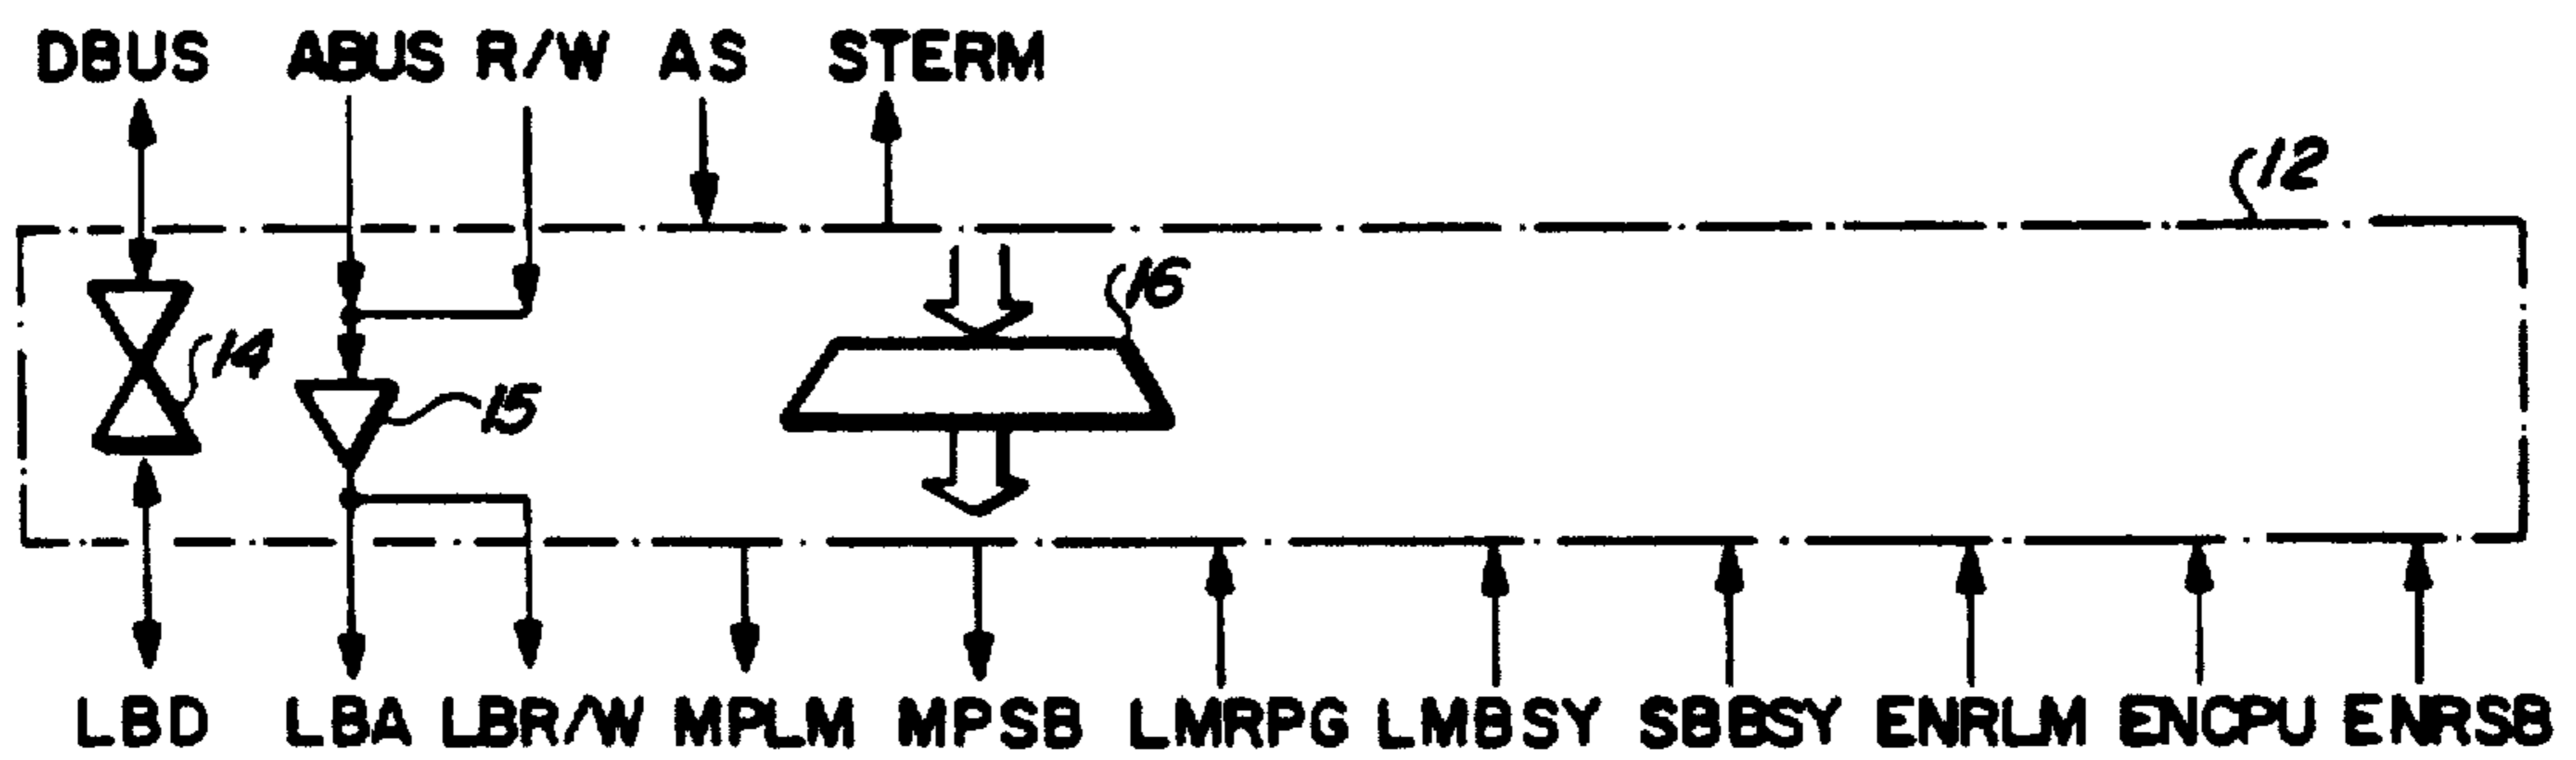 DBUS ABUS R/W AS STERM
12
16
14
15
LBD LBA LBR/W MPLM MPSB LMRPG LMBSY SBBSY ENRLM ENCPU ENRSB